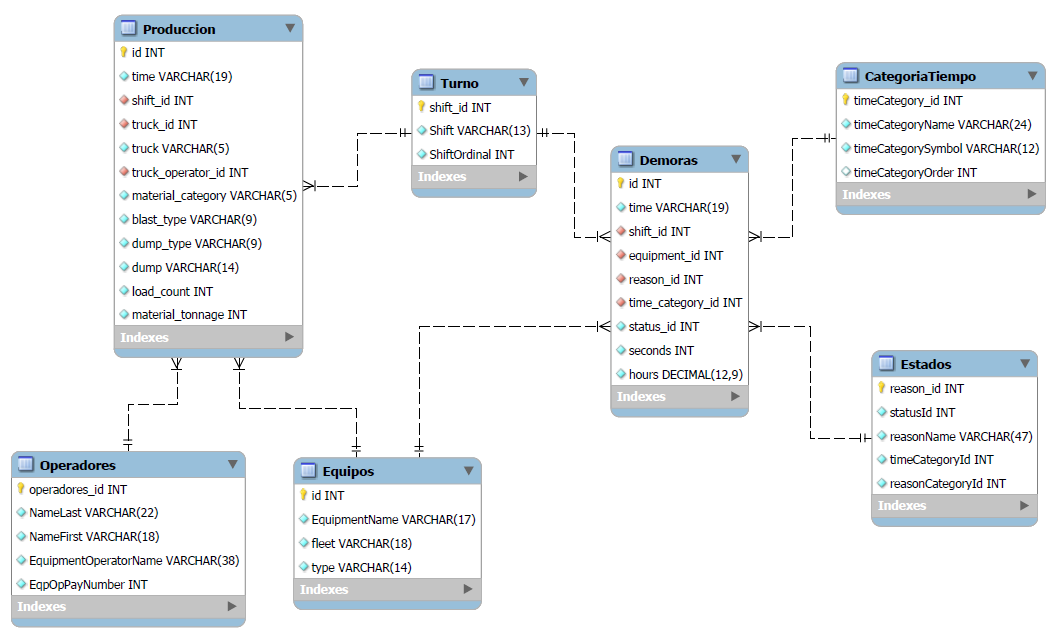 Produccion
id INT
time VARCHAR(19)
shift_id INT
truck_id INT
truck VARCHAR(5)
truck_operator_id INT
material_category VARCHAR(5)
blast_type VARCHAR(9)
dump_type VARCHAR(9)
dump VARCHAR(14)
load_count INT
material_tonnage INT
Indexes
Turno
shift_id INT
Shift VARCHAR(13)
ShiftOrdinal INT
Indexes
Demoras
id INT
time VARCHAR(19)
shift_id INT
equipment_id INT
reason_id INT
time_category_id INT
status_id INT
seconds INT
hours DECIMAL(12,9)
Indexes
CategoriaTiempo
timeCategory_id INT
timeCategoryName VARCHAR(24)
timeCategorySymbol VARCHAR(12)
timeCategoryOrder INT
Indexes
Estados
reason_id INT
statusId INT
reasonName VARCHAR(47)
timeCategoryId INT
reasonCategoryId INT
Indexes
Operadores
operadores_id INT
NameLast VARCHAR(22)
NameFirst VARCHAR(18)
EquipmentOperatorName VARCHAR(38)
EqpOpPayNumber INT
Indexes
Equipos
id INT
EquipmentName VARCHAR(17)
fleet VARCHAR(18)
type VARCHAR(14)
Indexes